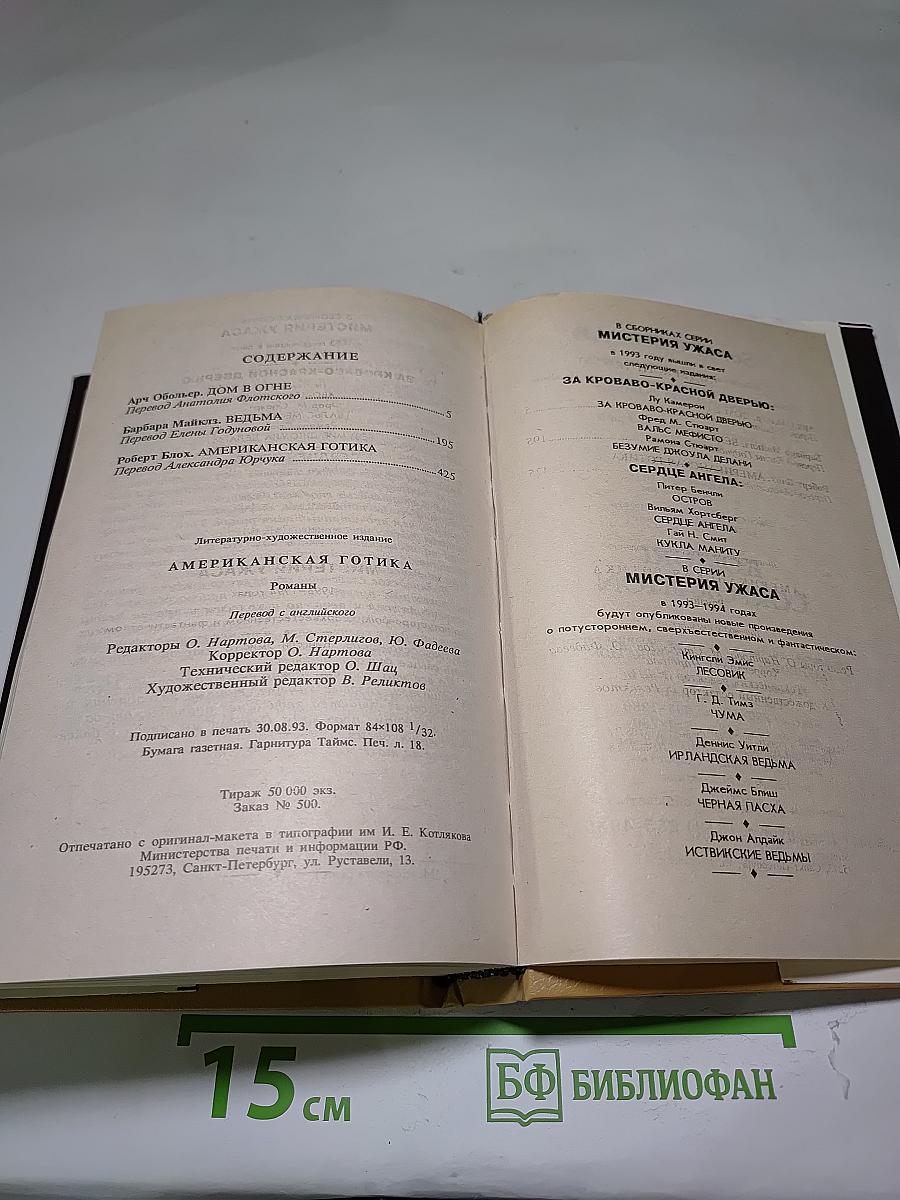 СОДЕРЖАНИЕ
Арч Обольер. ДОМ В ОГНЕ
Перевод Анатолия Флотского ..................... 5
Барбара Майклз. ВЕДЬМА
Перевод Елены Годуновой ..................... 195
Роберт Блох. АМЕРИКАНСКАЯ ГОТИКА
Перевод Александра Юрчука ..................... 425
Литературно-художественное издание
АМЕРИКАНСКАЯ ГОТИКА
Романы
Перевод с английского
Редакторы О. Нартова, М. Стерлигов, Ю. Фадеева
Корректор О. Нартова
Технический редактор О. Шац
Художественный редактор В. Реликтов
Подписано в печать 30.08.93. Формат 84×108 1/32.
Бумага газетная. Гарнитура Таймс. Печ. л. 18.
Тираж 50 000 экз.
Заказ № 500.
Отпечатано с оригинал-макета в типографии им И. Е. Котлякова
Министерства печати и информации РФ.
195273, Санкт-Петербург, ул. Руставели, 13.
В СБОРНИКАХ СЕРИИ
МИСТЕРИЯ УЖАСА
в 1993 году вышли в свет
следующие издания:
ЗА КРОВАВО-КРАСНОЙ ДВЕРЬЮ:
Лу Камерон
ЗА КРОВАВО-КРАСНОЙ ДВЕРЬЮ
Фред М. Стюарт
ВАЛЬС МЕФИСТО
Рамона Стюарт
БЕЗУМИЕ ДЖОУЛА ДЕЛАНИ
СЕРДЦЕ АНГЕЛА:
Питер Бенчли
ОСТРОВ
Вильям Хортсберг
СЕРДЦЕ АНГЕЛА
Гай Н. Смит
КУКЛА МАНИТУ
В СЕРИИ
МИСТЕРИЯ УЖАСА
в 1993—1994 годах
будут опубликованы новые произведения
о потустороннем, сверхъестественном и фантастическом:
Кингсли Эмис
ЛЕСОВИК
Г. Д. Тимз
ЧУМА
Деннис Уитли
ИРЛАНДСКАЯ ВЕДЬМА
Джеймс Блиш
ЧЕРНАЯ ПАСХА
Джон Апдайк
ИСТВИКСКИЕ ВЕДЬМЫ
15 см
БФ БИБЛИОФАН